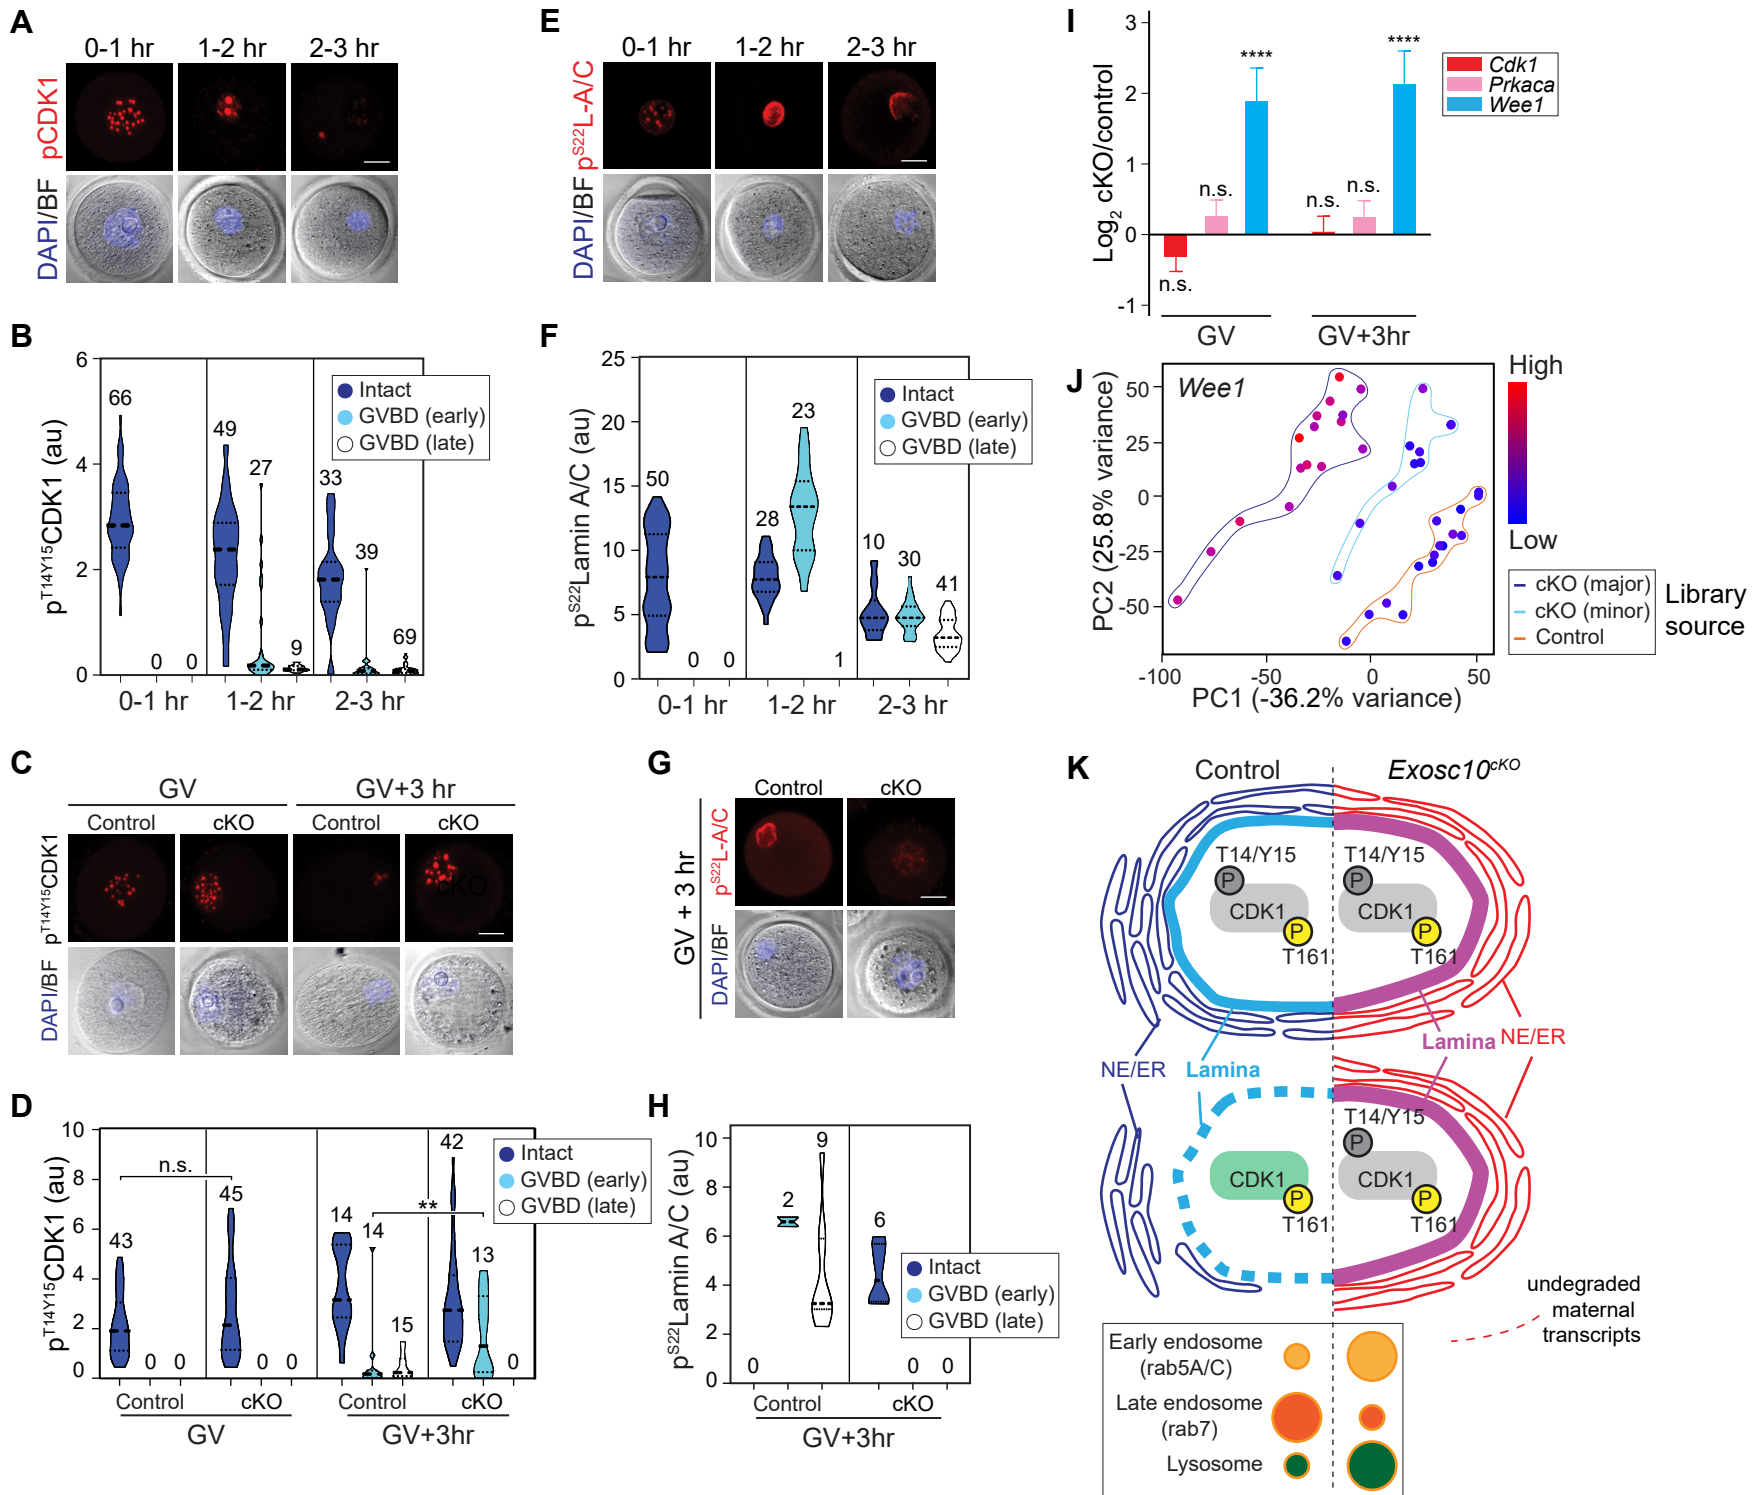 A
0-1 hr
1-2 hr
2-3 hr
pCDK1
DAPI/BF
B
pT14Y15CDK1 (au)
6
4
2
0
66
0
0
49
27
9
33
39
69
Intact
GVBD (early)
GVBD (late)
0-1 hr
1-2 hr
2-3 hr
C
GV
GV+3 hr
Control
cKO
Control
cKO
pT14Y15CDK1
cKO
DAPI/BF
D
pT14Y15CDK1 (au)
10
8
6
4
2
0
n.s.
43
0
0
45
0
0
14
14
15
**
42
13
0
Intact
GVBD (early)
GVBD (late)
Control
cKO
Control
cKO
GV
GV+3hr
E
0-1 hr
1-2 hr
2-3 hr
pS22L-A/C
DAPI/BF
F
pS22Lamin A/C (au)
25
20
15
10
5
0
50
0
0
28
23
1
10
30
41
Intact
GVBD (early)
GVBD (late)
0-1 hr
1-2 hr
2-3 hr
G
Control
cKO
GV + 3 hr
pS22L-A/C
DAPI/BF
H
pS22Lamin A/C (au)
10
8
6
4
2
0
0
2
9
6
0
0
Intact
GVBD (early)
GVBD (late)
Control
cKO
GV+3hr
I
Log2 cKO/control
3
2
1
0
-1
n.s.
n.s.
****
n.s.
n.s.
****
Cdk1
Prkaca
Wee1
GV
GV+3hr
J
Wee1
PC2 (25.8% variance)
50
25
0
-25
-50
-100
-50
0
50
PC1 (-36.2% variance)
High
Low
cKO (major)
cKO (minor)
Control
Library
source
K
Control
Exosc10cKO
T14/Y15
P
CDK1
P
T161
T14/Y15
P
CDK1
P
T161
NE/ER
Lamina
Lamina
NE/ER
CDK1
P
T161
T14/Y15
P
CDK1
P
T161
undegraded
maternal
transcripts
Early endosome
(rab5A/C)
Late endosome
(rab7)
Lysosome